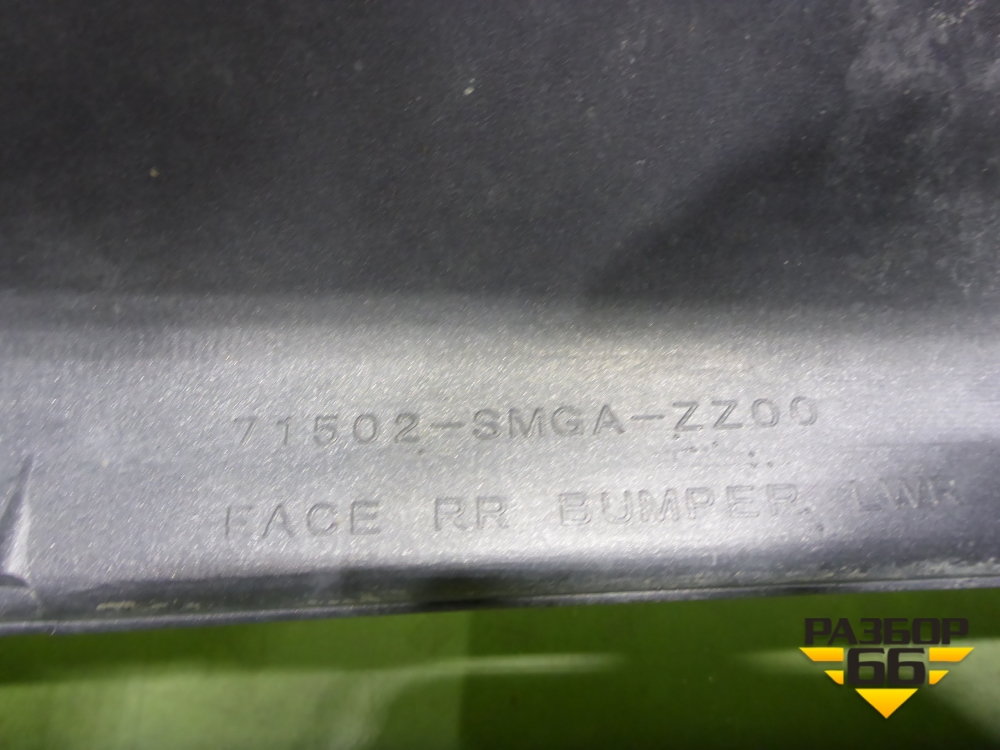 71502-SMGA-ZZ00
FACE RR BUMPER, LWR
РАЗБОР
66